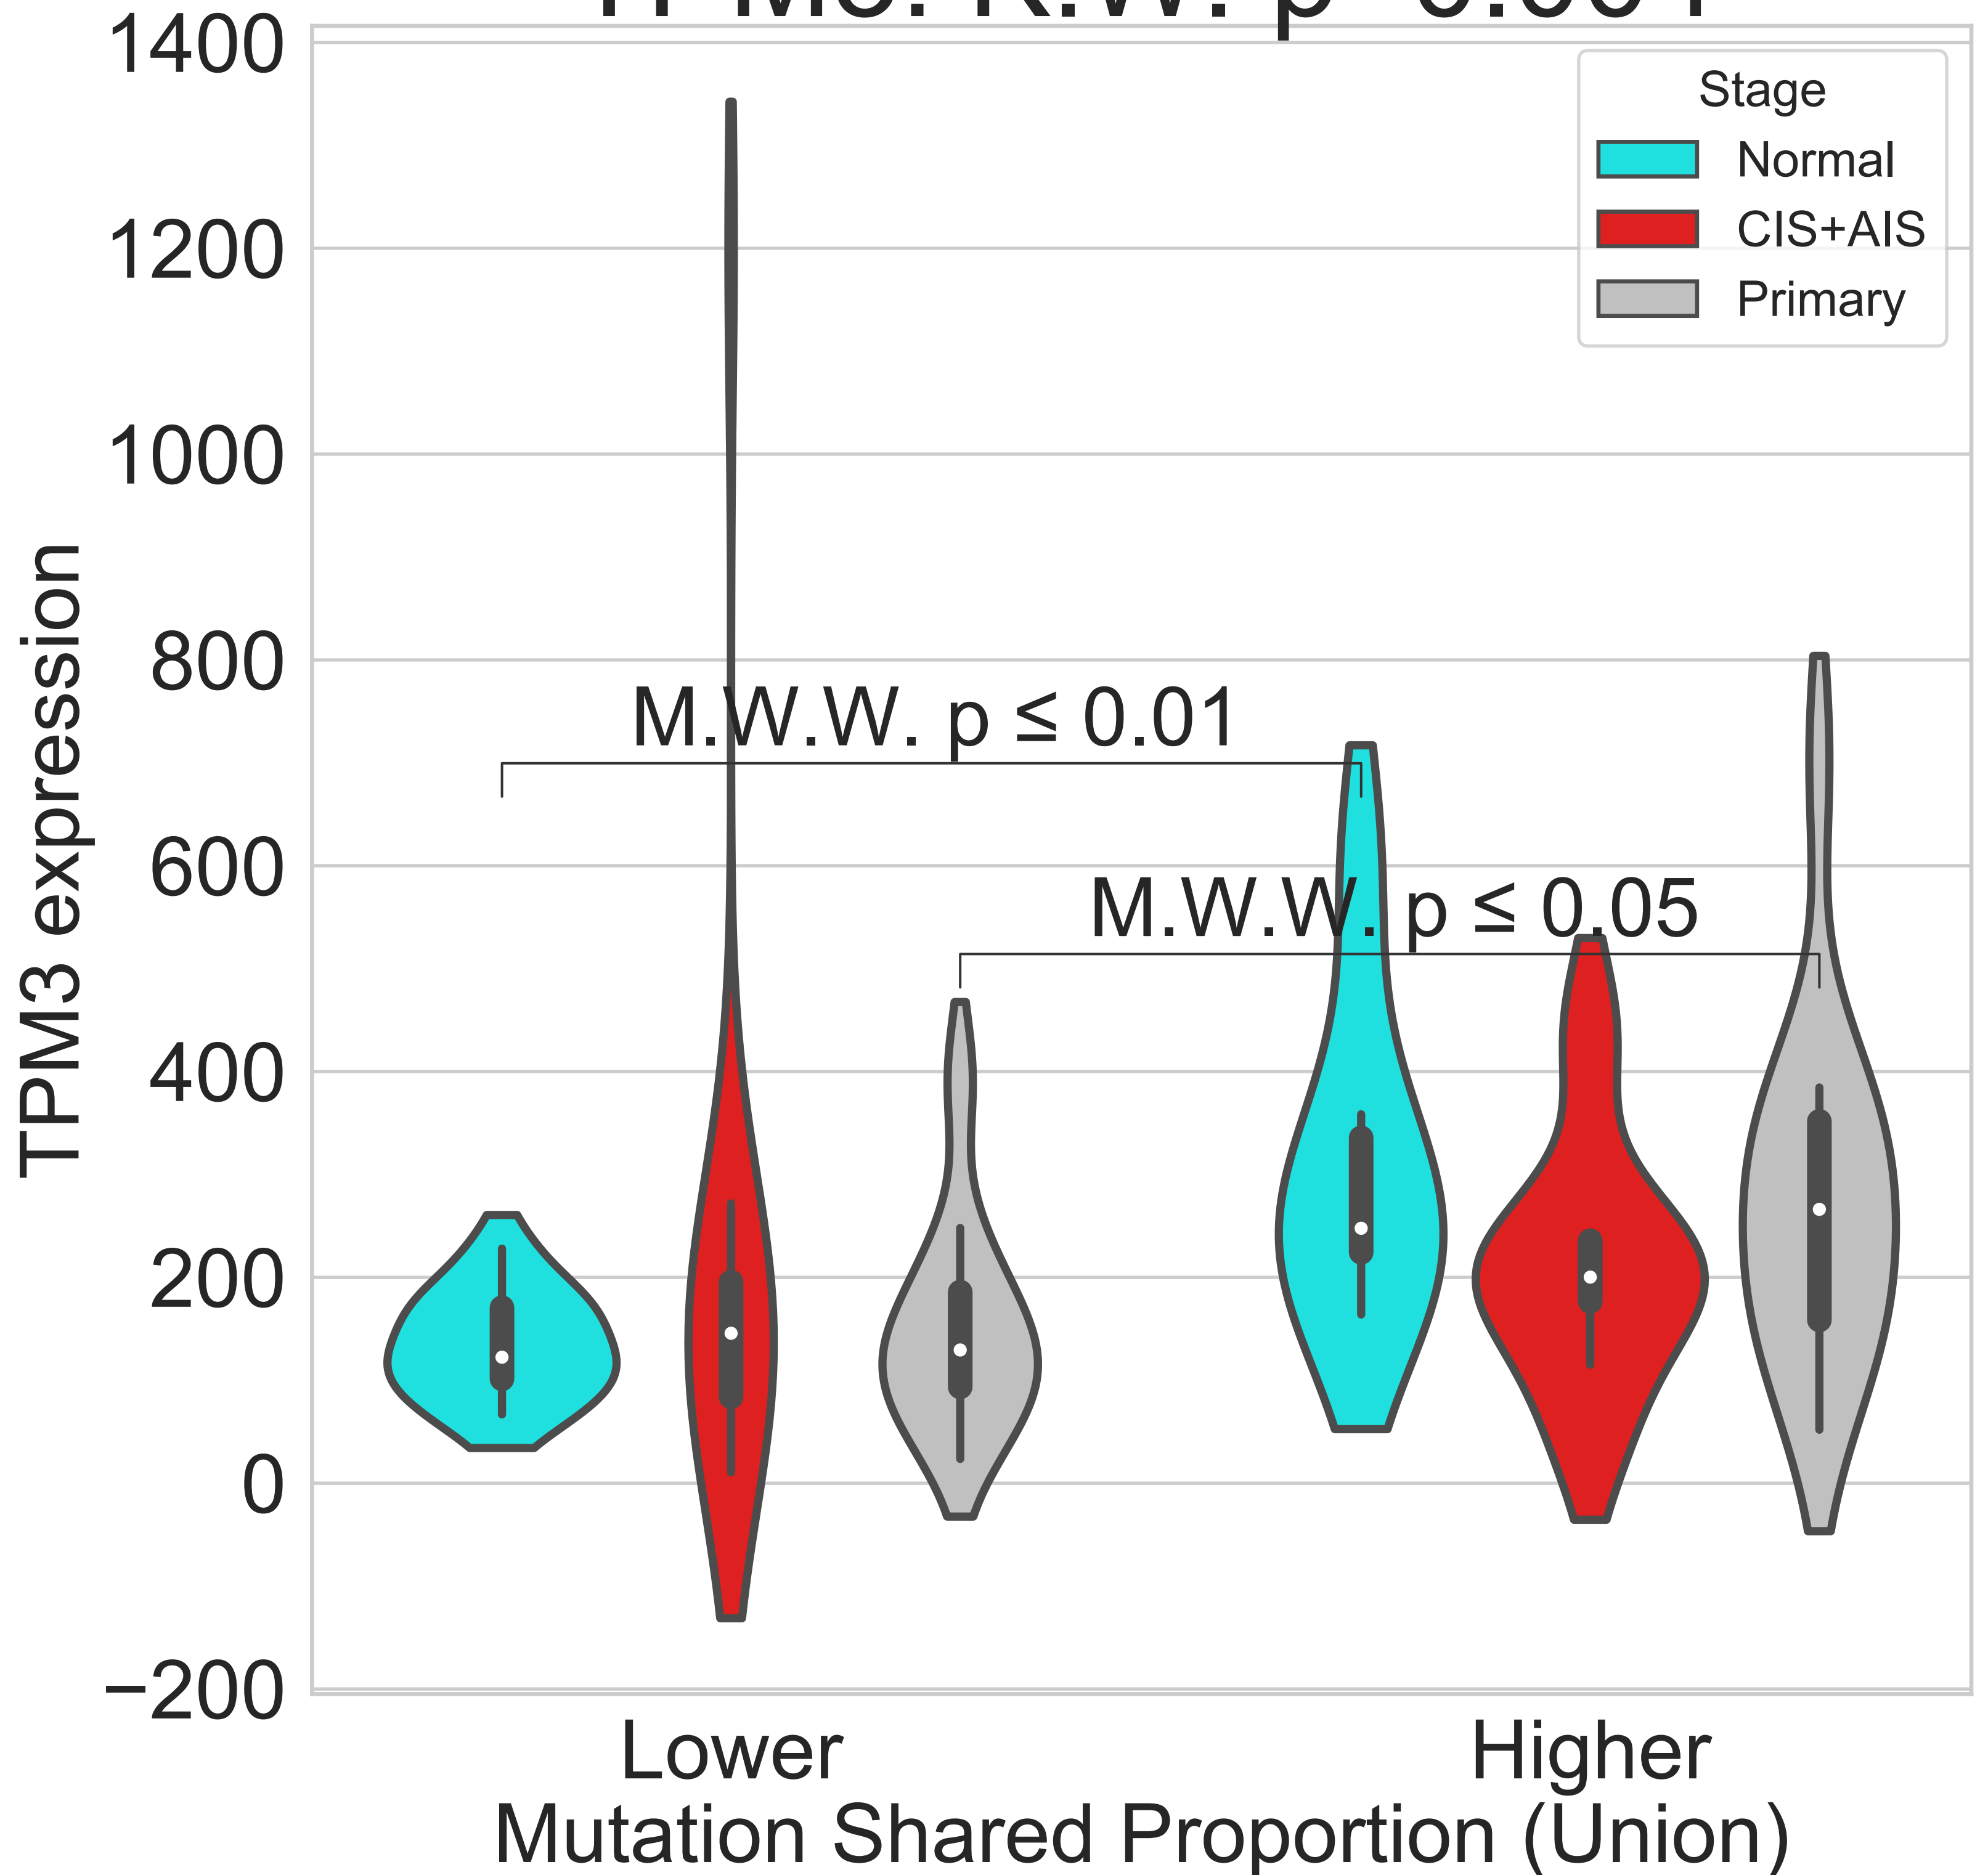 1400
1200
1000
800
600
400
200
0
−200
TPM3 expression
Stage
Normal
CIS+AIS
Primary
M.W.W. p ≤ 0.01
M.W.W. p ≤ 0.05
Lower
Higher
Mutation Shared Proportion (Union)